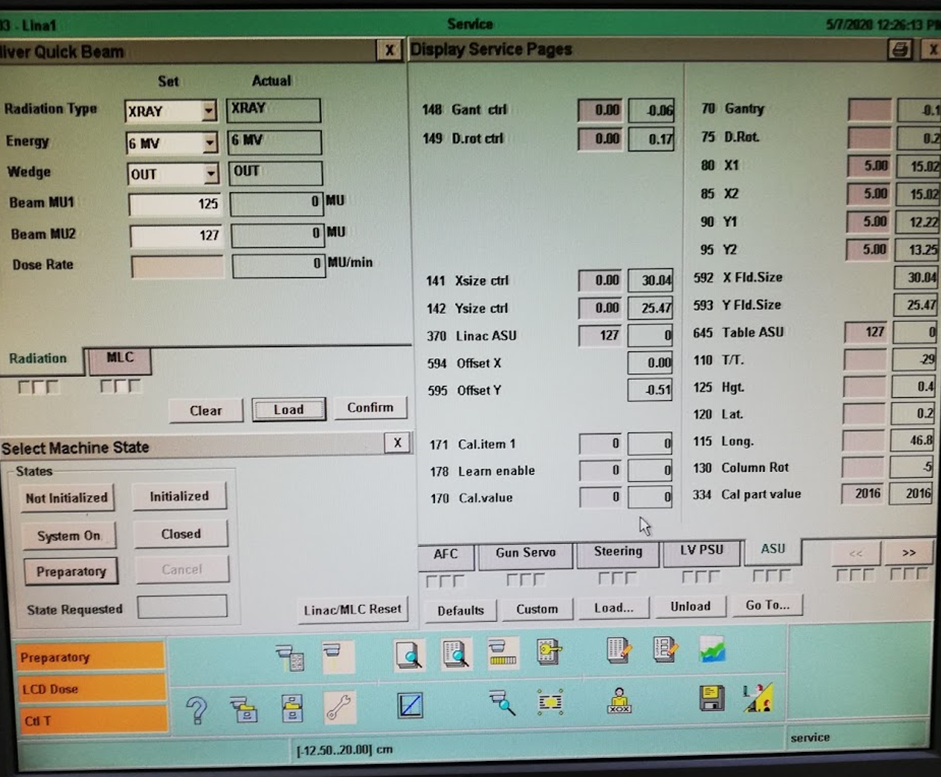 03 - Lina1 Service 5/7/2020 12:26:13 PM
liver Quick Beam X
Set Actual
Radiation Type XRAY XRAY
Energy 6 MV 6 MV
Wedge OUT OUT
Beam MU1 125 0 MU
Beam MU2 127 0 MU
Dose Rate 0 MU/min
Radiation MLC
Clear Load Confirm
Select Machine State X
States
Not Initialized Initialized
System On Closed
Preparatory Cancel
State Requested Linac/MLC Reset
Display Service Pages X
148 Gant ctrl 0.00 -0.06
149 D.rot ctrl 0.00 0.17
141 Xsize ctrl 0.00 30.04
142 Ysize ctrl 0.00 25.47
370 Linac ASU 127 0
594 Offset X 0.00
595 Offset Y -0.51
171 Cal.item 1 0 0
178 Learn enable 0 0
170 Cal.value 0 0
70 Gantry -0.1
75 D.Rot. 0.2
80 X1 5.00 15.02
85 X2 5.00 15.02
90 Y1 5.00 12.22
95 Y2 5.00 13.25
592 X Fld.Size 30.04
593 Y Fld.Size 25.47
645 Table ASU 127 0
110 T/T. -29
125 Hgt. 0.4
120 Lat. 0.2
115 Long. 46.8
130 Column Rot -5
334 Cal part value 2016 2016
AFC Gun Servo Steering LV PSU ASU << >>
Defaults Custom Load... Unload Go To...
Preparatory
LCD Dose
Ctl T
[-12.50..20.00] cm
service